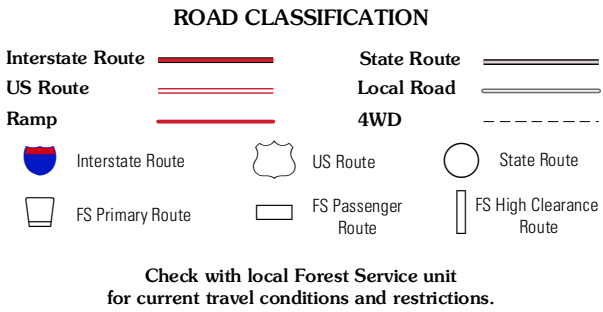 ROAD CLASSIFICATION
Interstate Route
State Route
US Route
Local Road
Ramp
4WD
Interstate Route
US Route
State Route
FS Primary Route
FS Passenger
Route
FS High Clearance
Route
Check with local Forest Service unit
for current travel conditions and restrictions.